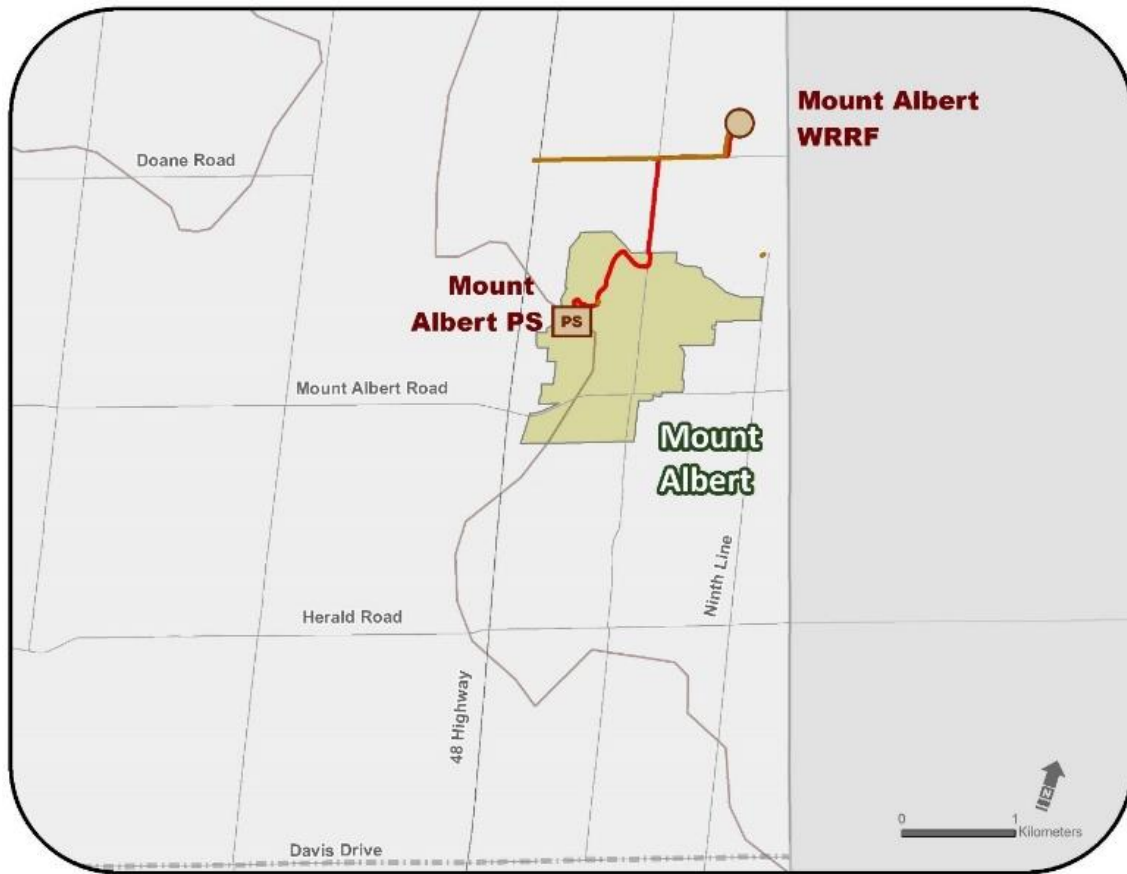 Mount Albert
WRRF
Doane Road
Mount
Albert PS
PS
Mount Albert Road
Mount
Albert
Ninth Line
Herald Road
48 Highway
N
0 1
Kilometers
Davis Drive